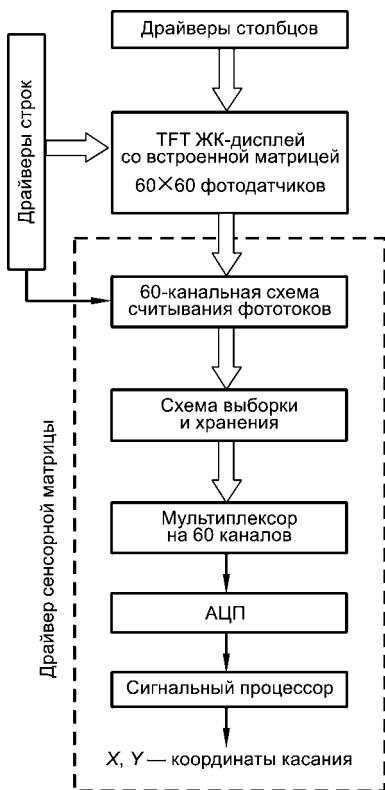 Драйверы столбцов
Драйверы строк
TFT ЖК-дисплей
со встроенной матрицей
60×60 фотодатчиков
60-канальная схема
считывания фототоков
Схема выборки
и хранения
Мультиплексор
на 60 каналов
АЦП
Сигнальный процессор
X, Y — координаты касания
Драйвер сенсорной матрицы